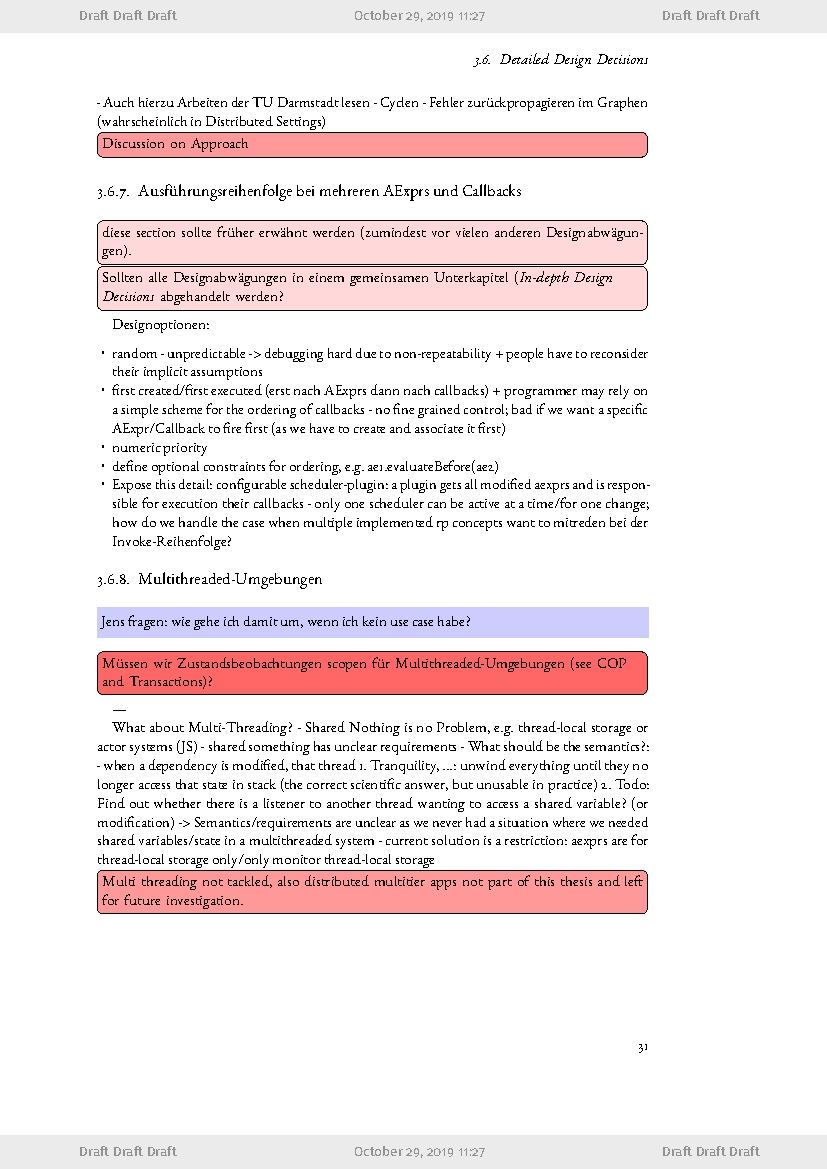 Draft Draft Draft October 29, 2019 11:27 Draft Draft Draft
3.6. Detailed Design Decisions
- Auch hierzu Arbeiten der TU Darmstadt lesen - Cyclen - Fehler zurückpropagieren im Graphen
(wahrscheinlich in Distributed Settings)
Discussion on Approach
3.6.7. Ausführungsreihenfolge bei mehreren AExprs und Callbacks
diese section sollte früher erwähnt werden (zumindest vor vielen anderen Designabwägun-
gen).
Sollten alle Designabwägungen in einem gemeinsamen Unterkapitel (In-depth Design
Decisions abgehandelt werden?
Designoptionen:
• random - unpredictable -> debugging hard due to non-repeatability + people have to reconsider
their implicit assumptions
• first created/first executed (erst nach AExprs dann nach callbacks) + programmer may rely on
a simple scheme for the ordering of callbacks - no fine grained control; bad if we want a specific
AExpr/Callback to fire first (as we have to create and associate it first)
• numeric priority
• define optional constraints for ordering, e.g. ae1.evaluateBefore(ae2)
• Expose this detail: configurable scheduler-plugin: a plugin gets all modified aexprs and is respon-
sible for execution their callbacks - only one scheduler can be active at a time/for one change;
how do we handle the case when multiple implemented rp concepts want to mitreden bei der
Invoke-Reihenfolge?
3.6.8. Multithreaded-Umgebungen
Jens fragen: wie gehe ich damit um, wenn ich kein use case habe?
Müssen wir Zustandsbeobachtungen scopen für Multithreaded-Umgebungen (see COP
and Transactions)?
—
What about Multi-Threading? - Shared Nothing is no Problem, e.g. thread-local storage or
actor systems (JS) - shared something has unclear requirements - What should be the semantics?:
- when a dependency is modified, that thread 1. Tranquility, ...: unwind everything until they no
longer access that state in stack (the correct scientific answer, but unusable in practice) 2. Todo:
Find out whether there is a listener to another thread wanting to access a shared variable? (or
modification) -> Semantics/requirements are unclear as we never had a situation where we needed
shared variables/state in a multithreaded system - current solution is a restriction: aexprs are for
thread-local storage only/only monitor thread-local storage
Multi threading not tackled, also distributed multitier apps not part of this thesis and left
for future investigation.
31
Draft Draft Draft October 29, 2019 11:27 Draft Draft Draft